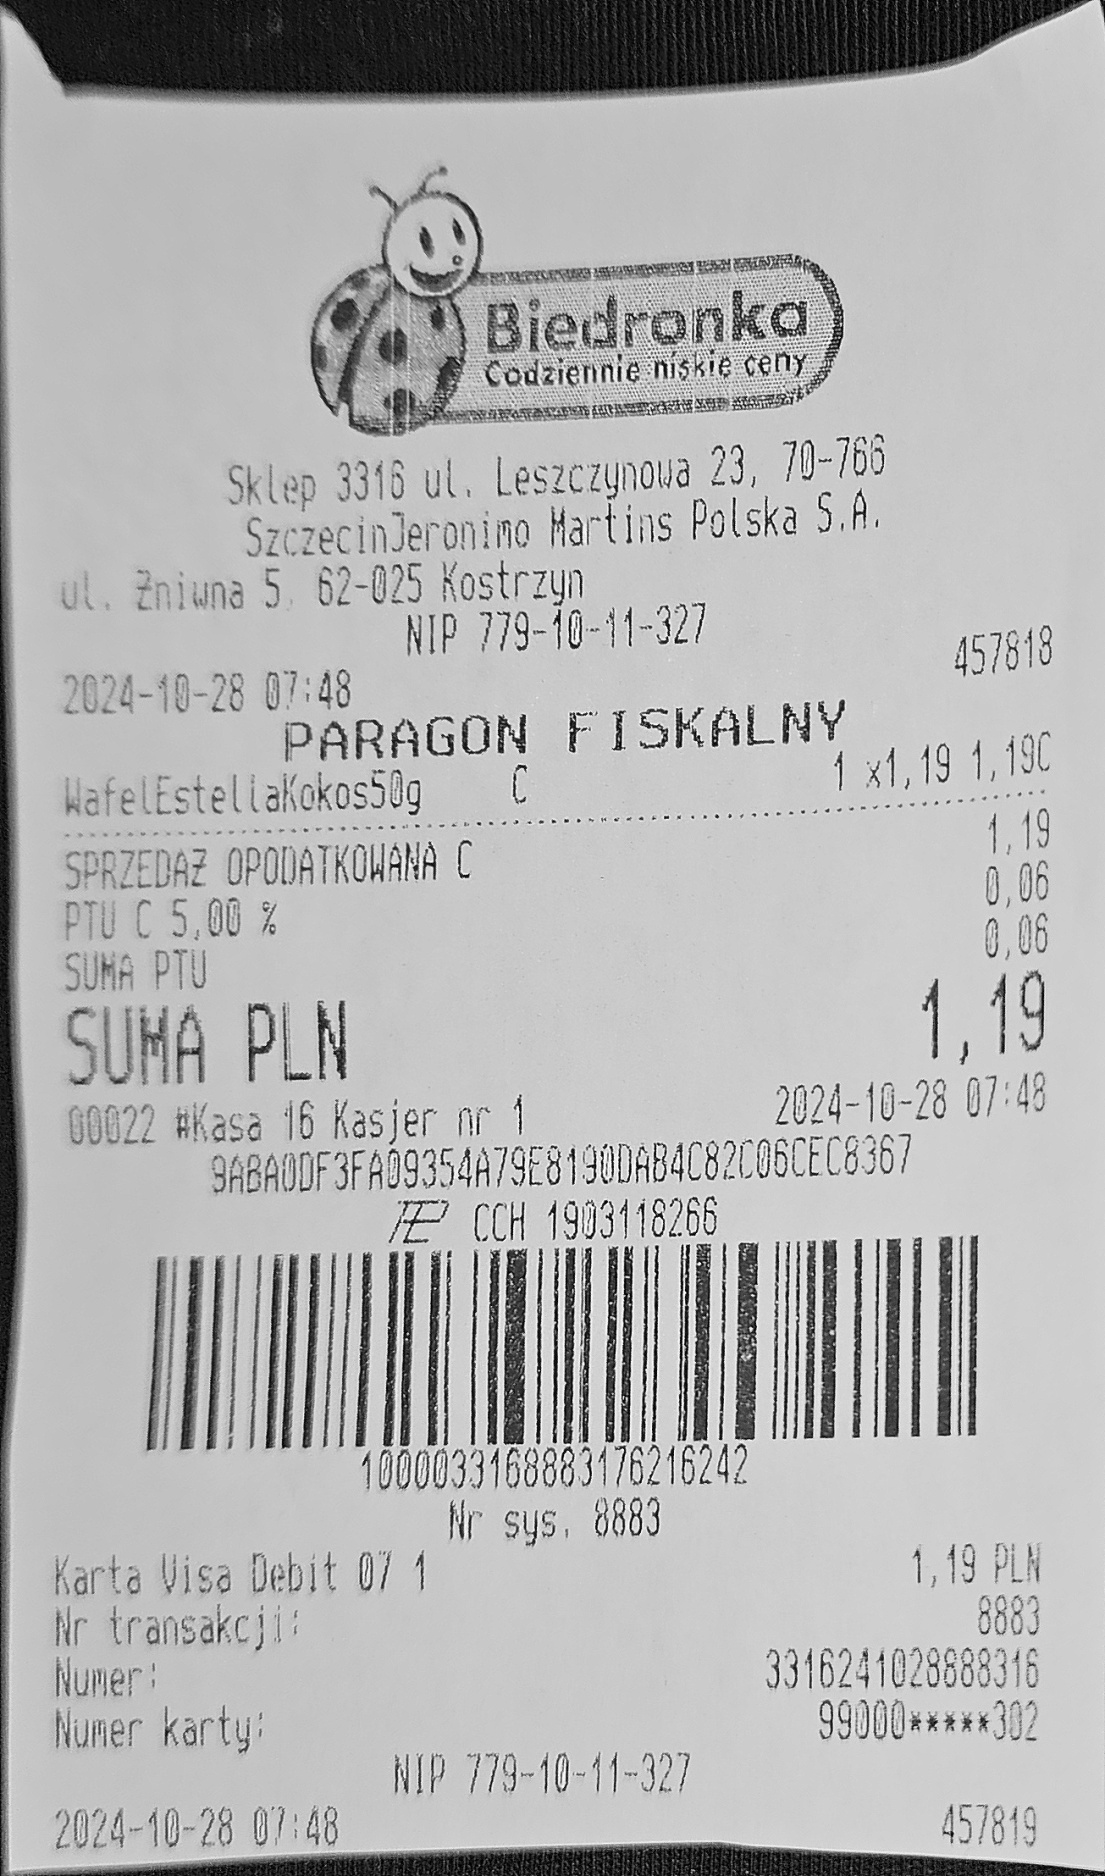 Biedronka
Codziennie niskie ceny
Sklep 3316 ul. Leszczynowa 23, 70-766
SzczecinJeronimo Martins Polska S.A.
ul. Żniwna 5, 62-025 Kostrzyn
NIP 779-10-11-327
2024-10-28 07:48 457818
PARAGON FISKALNY
WafelEstellaKokos50g C 1 x1,19 1,19C
SPRZEDAŻ OPODATKOWANA C 1,19
PTU C 5,00 % 0,06
SUMA PTU 0,06
SUMA PLN 1,19
00022 #Kasa 16 Kasjer nr 1 2024-10-28 07:48
9ABA0DF3FA09354A79E8190DAB4C82C06CEC8367
CCH 1903118266
1000033168883176216242
Nr sys. 8883
Karta Visa Debit 07 1 1,19 PLN
Nr transakcji: 8883
Numer: 3316241028888316
Numer karty: 99000*****302
NIP 779-10-11-327
2024-10-28 07:48 457819